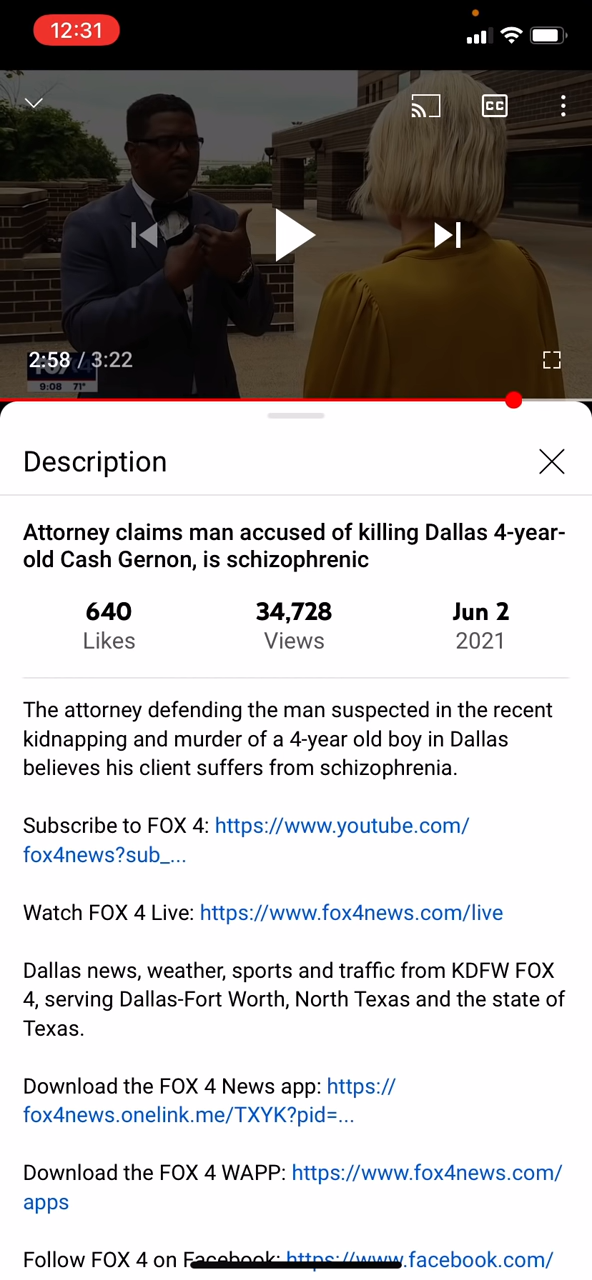 12:31
CC
2:58 / 3:22
9:08 71°
Description
Attorney claims man accused of killing Dallas 4-year-
old Cash Gernon, is schizophrenic
640 34,728 Jun 2
Likes Views 2021
The attorney defending the man suspected in the recent
kidnapping and murder of a 4-year old boy in Dallas
believes his client suffers from schizophrenia.
Subscribe to FOX 4: https://www.youtube.com/
fox4news?sub_...
Watch FOX 4 Live: https://www.fox4news.com/live
Dallas news, weather, sports and traffic from KDFW FOX
4, serving Dallas-Fort Worth, North Texas and the state of
Texas.
Download the FOX 4 News app: https://
fox4news.onelink.me/TXYK?pid=...
Download the FOX 4 WAPP: https://www.fox4news.com/
apps
Follow FOX 4 on Facebook: https://www.facebook.com/